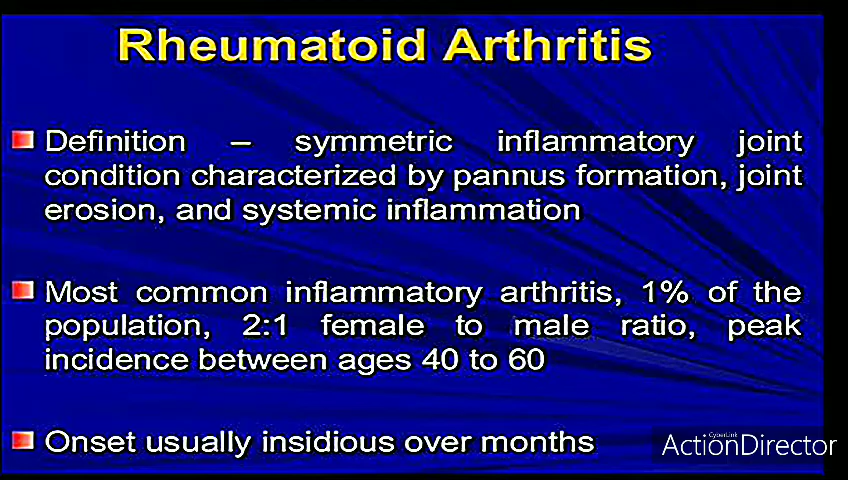 Rheumatoid Arthritis
Definition – symmetric inflammatory joint
condition characterized by pannus formation, joint
erosion, and systemic inflammation
Most common inflammatory arthritis, 1% of the
population, 2:1 female to male ratio, peak
incidence between ages 40 to 60
Onset usually insidious over months
CyberLink
ActionDirector